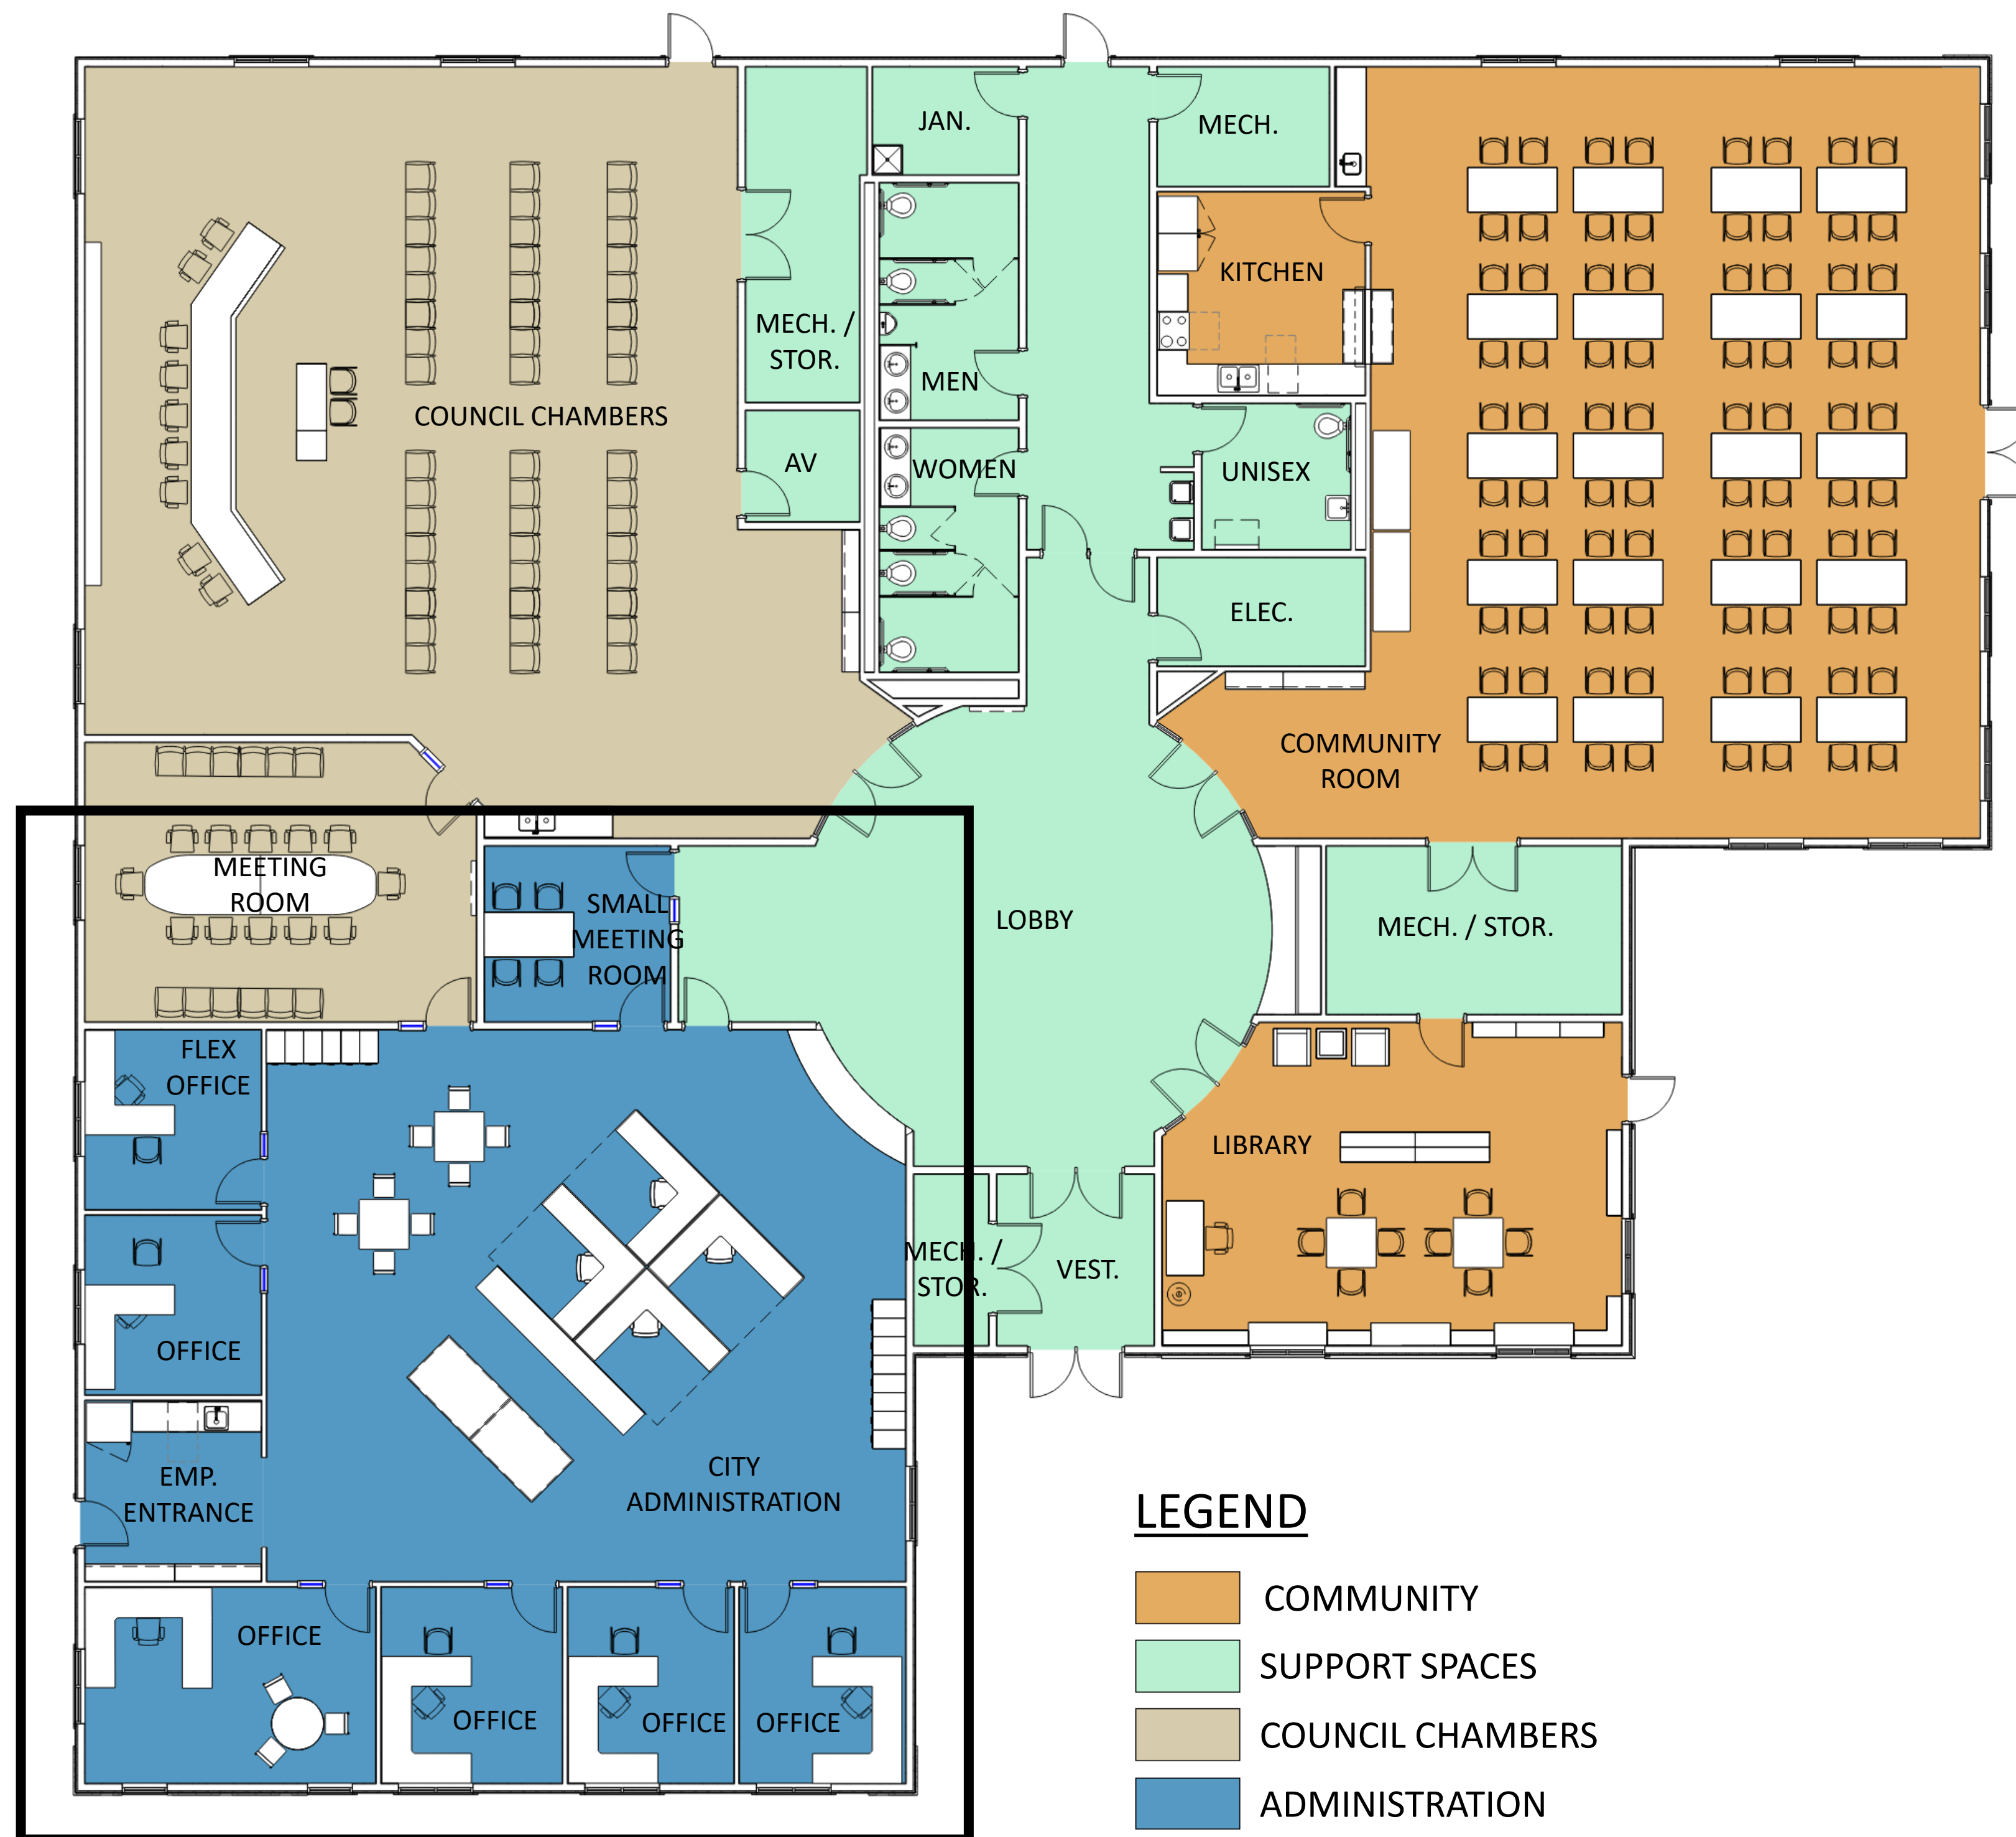 JAN.
MECH.
KITCHEN
MECH. /
STOR.
MEN
COUNCIL CHAMBERS
AV
WOMEN
UNISEX
ELEC.
COMMUNITY
ROOM
MEETING
ROOM
SMALL
MEETING
ROOM
LOBBY
MECH. / STOR.
FLEX
OFFICE
LIBRARY
MECH. /
STOR.
VEST.
OFFICE
EMP.
ENTRANCE
CITY
ADMINISTRATION
OFFICE
OFFICE
OFFICE
OFFICE
LEGEND
COMMUNITY
SUPPORT SPACES
COUNCIL CHAMBERS
ADMINISTRATION